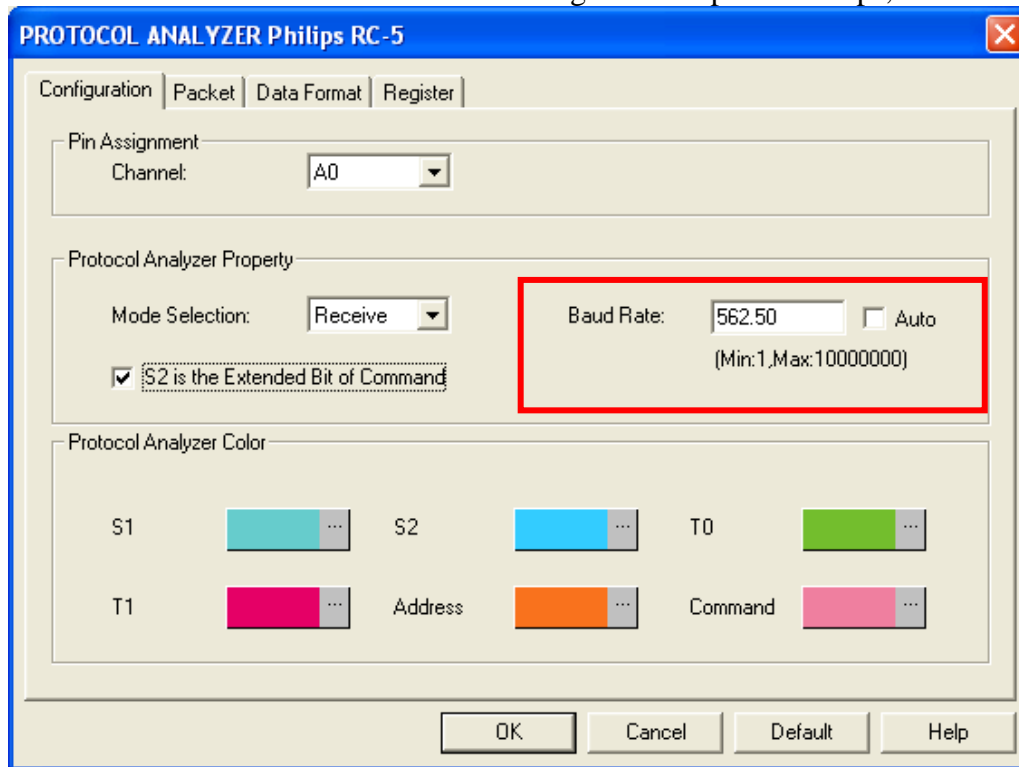 PROTOCOL ANALYZER Philips RC-5
Configuration Packet Data Format Register
Pin Assignment
Channel: A0
Protocol Analyzer Property
Mode Selection: Receive Baud Rate: 562.50 Auto
(Min:1,Max:10000000)
S2 is the Extended Bit of Command
Protocol Analyzer Color
S1 ... S2 ... T0 ...
T1 ... Address ... Command ...
OK Cancel Default Help